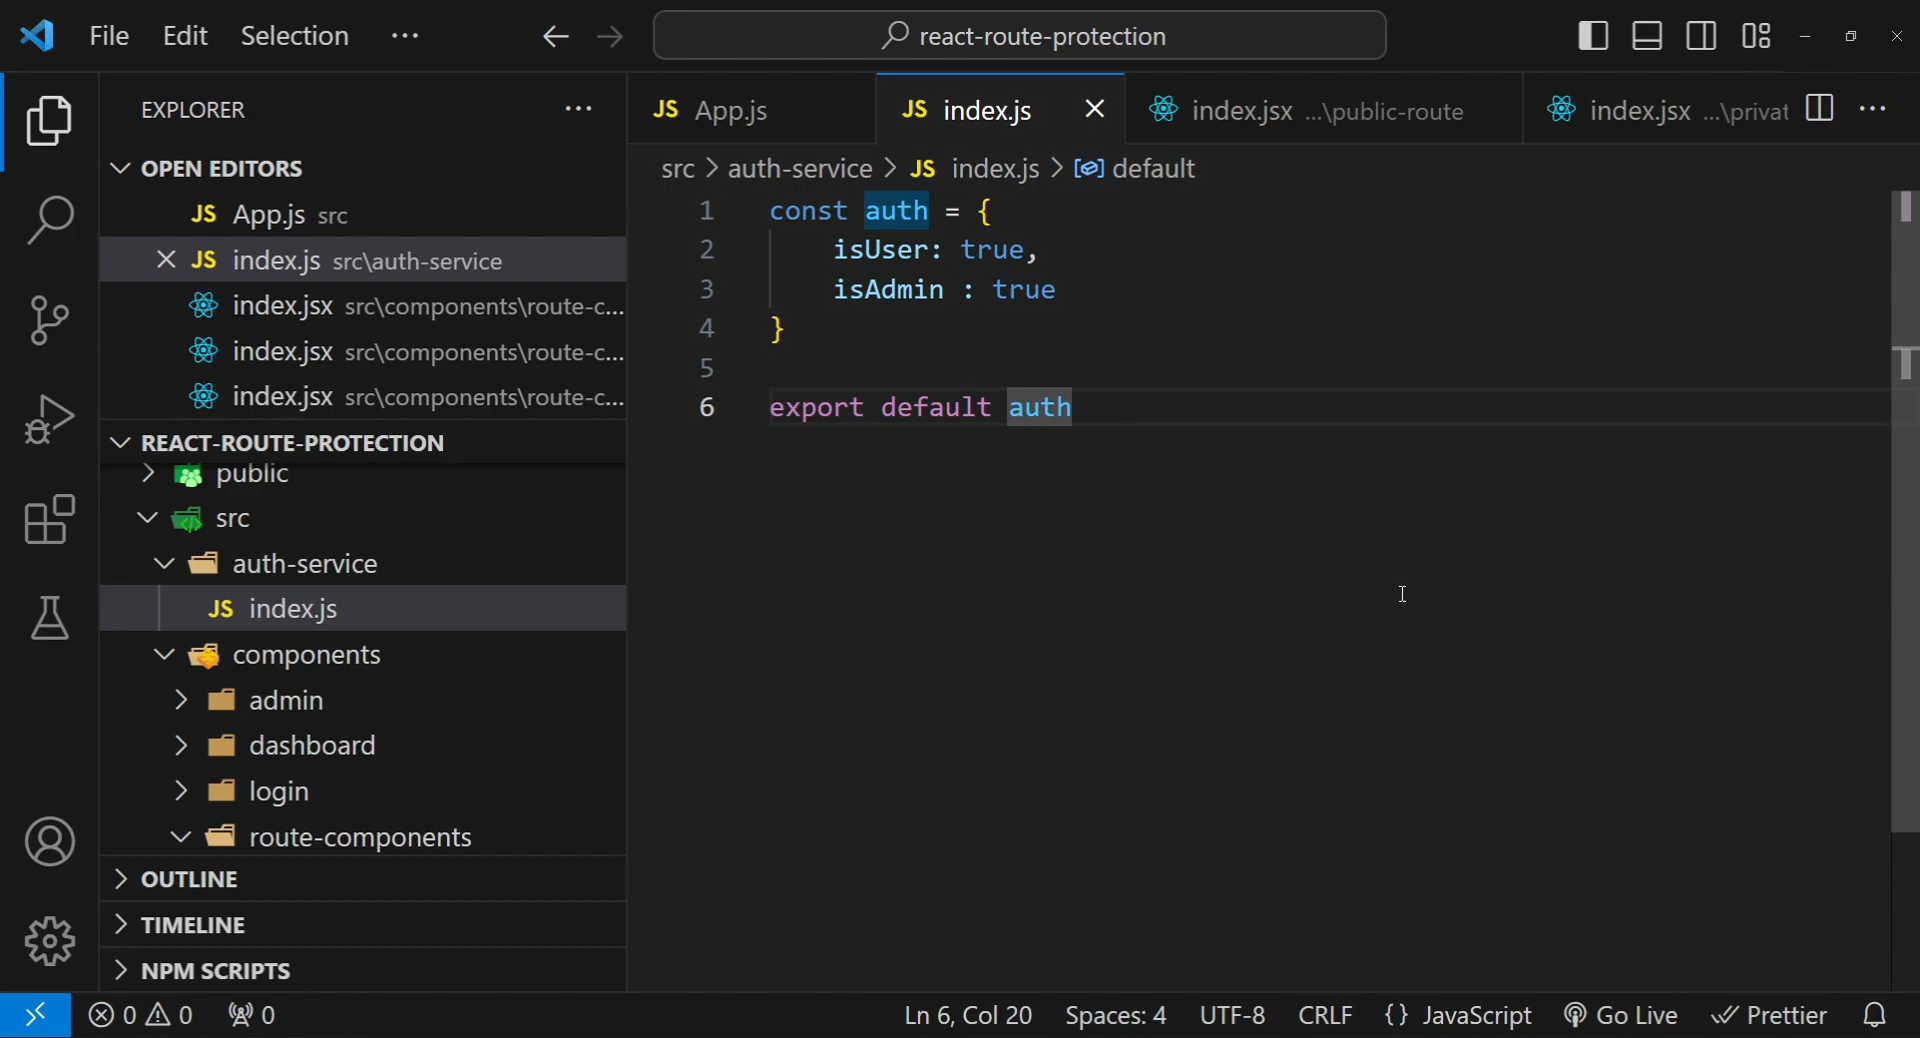 File Edit Selection ···
react-route-protection
EXPLORER ···
OPEN EDITORS
JS App.js src
JS index.js src\auth-service
index.jsx src\components\route-c...
index.jsx src\components\route-c...
index.jsx src\components\route-c...
REACT-ROUTE-PROTECTION
public
src
auth-service
JS index.js
components
admin
dashboard
login
route-components
OUTLINE
TIMELINE
NPM SCRIPTS
JS App.js
JS index.js
index.jsx ...\public-route
index.jsx ...\privat
src > auth-service > JS index.js > default
1 const auth = {
2 isUser: true,
3 isAdmin : true
4 }
5
6 export default auth
0 0 0
Ln 6, Col 20 Spaces: 4 UTF-8 CRLF {} JavaScript Go Live Prettier